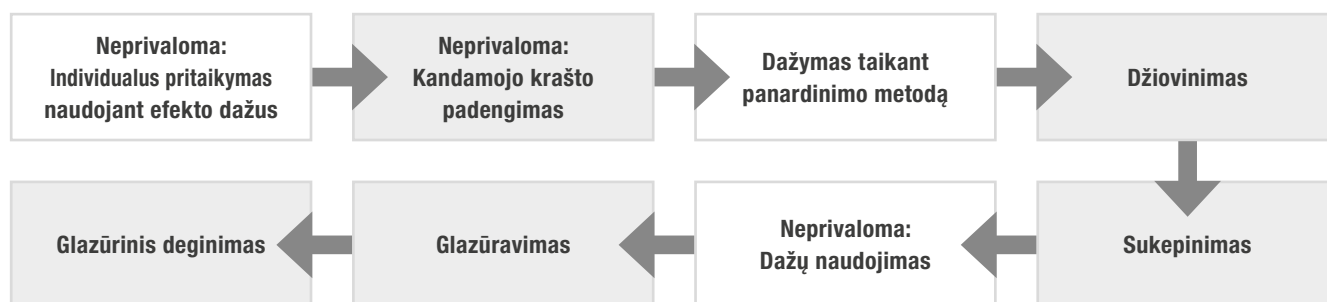 Neprivaloma:
Individualus pritaikymas
naudojant efekto dažus
Neprivaloma:
Kandamojo krašto
padengimas
Dažymas taikant
panardinimo metodą
Džiovinimas
Glazūrinis deginimas
Glazūravimas
Neprivaloma:
Dažų naudojimas
Sukepinimas